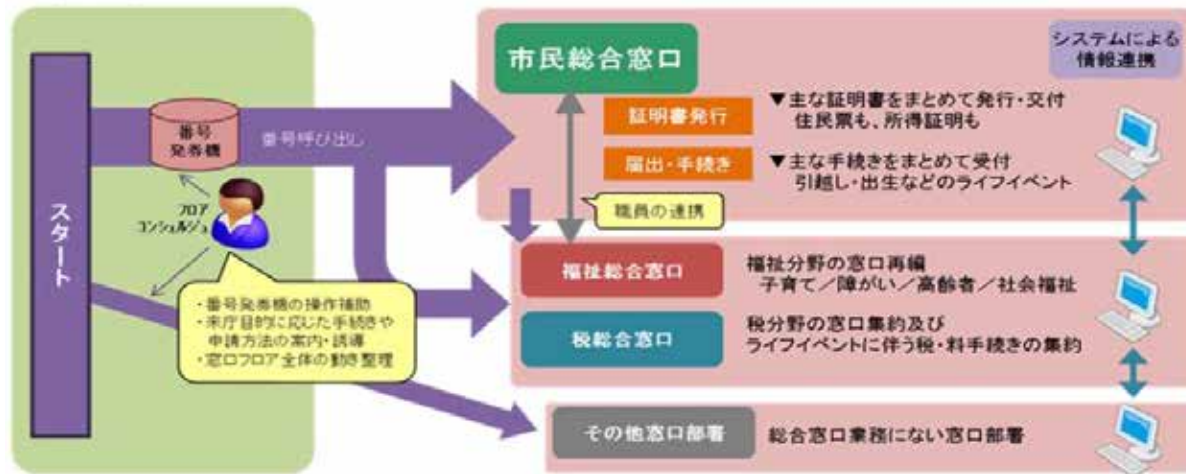 スタート
番号
発券機
番号呼び出し
フロア
コンシェルジュ
・番号発券機の操作補助
・来庁目的に応じた手続きや
申請方法の案内・誘導
・窓口フロア全体の動き整理
市民総合窓口
システムによる
情報連携
証明書発行
▼主な証明書をまとめて発行・交付
住民票も、所得証明も
届出・手続き
▼主な手続きをまとめて受付
引越し・出生などのライフイベント
職員の連携
福祉総合窓口
福祉分野の窓口再編
子育て／障がい／高齢者／社会福祉
税総合窓口
税分野の窓口集約及び
ライフイベントに伴う税・料手続きの集約
その他窓口部署
総合窓口業務にない窓口部署